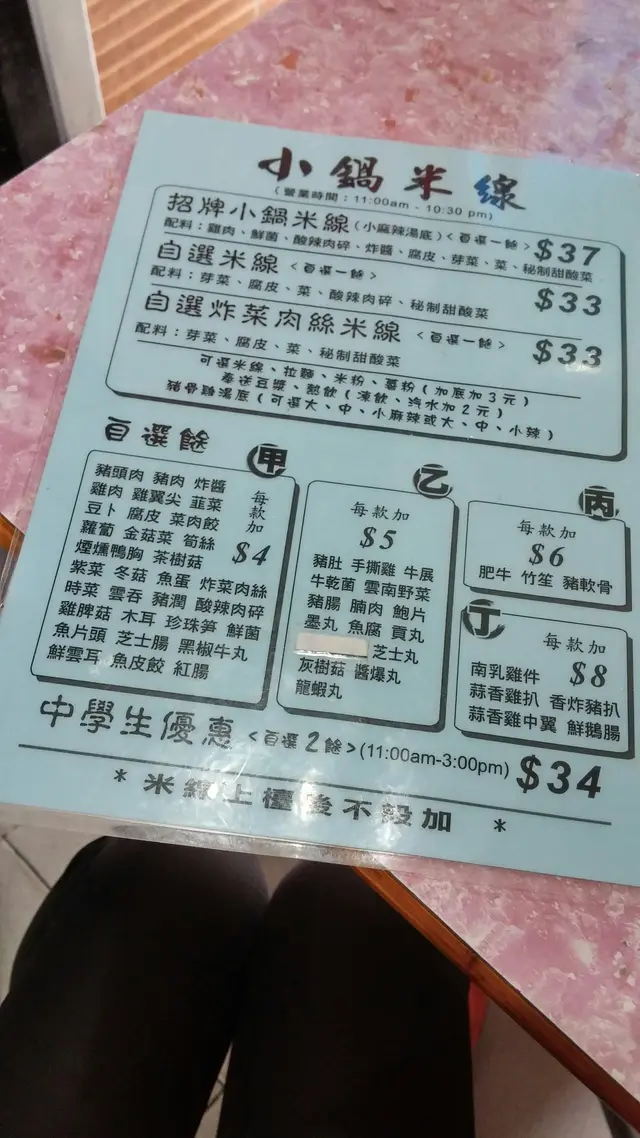 小鍋米線
(營業時間：11:00am - 10:30 pm)
招牌小鍋米線(小麻辣湯底)<自選一餸> $37
配料：雞肉、鮮菌、酸辣肉碎、炸醬、腐皮、芽菜、菜、秘制甜酸菜
自選米線 <自選一餸> $33
配料：芽菜、腐皮、菜、酸辣肉碎、秘制甜酸菜
自選炸菜肉絲米線 <自選一餸> $33
配料：芽菜、腐皮、菜、秘制甜酸菜
可選米線、拉麵、米粉、薯粉(加底加3元)
奉送豆漿、熱飲(凍飲、汽水加2元)
豬骨雞湯底(可選大、中、小麻辣或大、中、小辣)
自選餸
甲
每款加 $4
豬頭肉 豬肉 炸醬
雞肉 雞翼尖 韮菜
豆卜 腐皮 菜肉餃
蘿蔔 金菇菜 筍絲
煙燻鴨胸 茶樹菇
紫菜 冬菇 魚蛋 炸菜肉絲
時菜 雲吞 豬潤 酸辣肉碎
雞脾菇 木耳 珍珠笋 鮮菌
魚片頭 芝士腸 黑椒牛丸
鮮雲耳 魚皮餃 紅腸
乙
每款加
$5
豬肚 手撕雞 牛展
牛乾菌 雲南野菜
豬腸 腩肉 鮑片
墨丸 魚腐 貢丸
芝士丸
灰樹菇 醬爆丸
龍蝦丸
丙
每款加
$6
肥牛 竹笙 豬軟骨
丁
每款加
南乳雞件 $8
蒜香雞扒 香炸豬扒
蒜香雞中翼 鮮鵝腸
中學生優惠 <自選2餸>(11:00am-3:00pm) $34
* 米線上檯後不設加 *